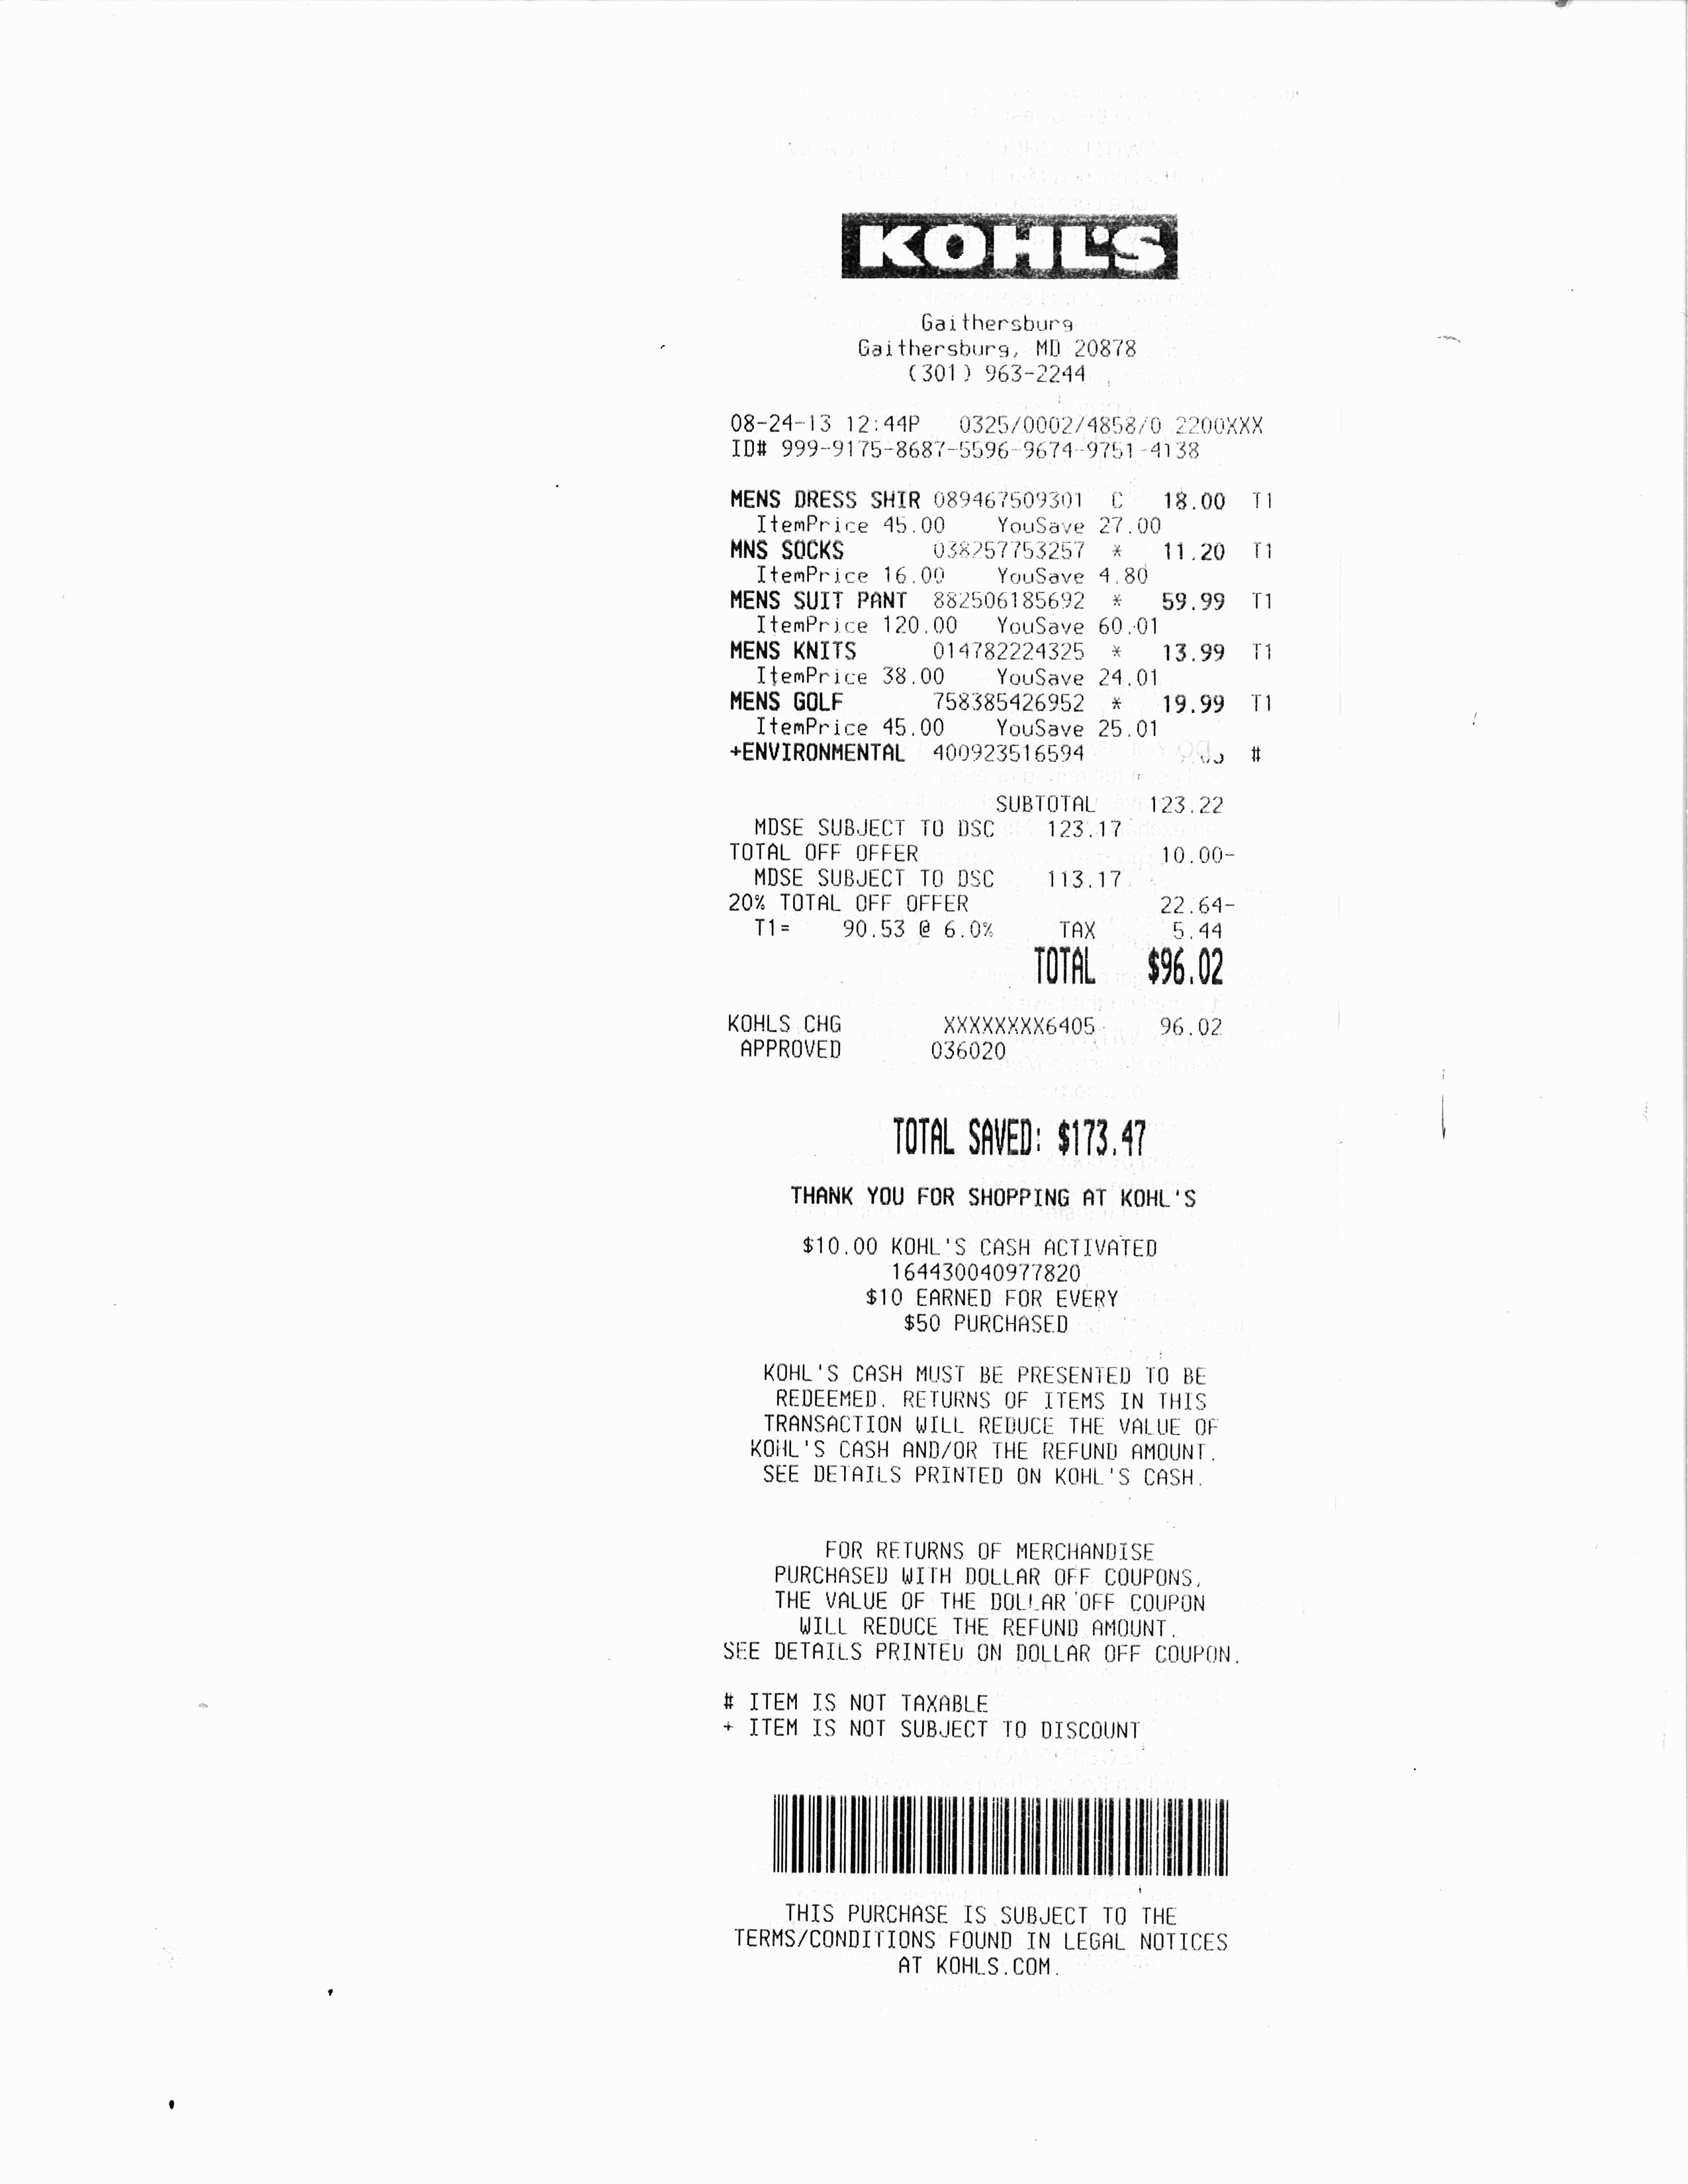 KOHL'S
Gaithersburg
Gaithersburg, MD 20878
(301) 963-2244
08-24-13 12:44P 0325/0002/4858/0 2200XXX
ID# 999-9175-8687-5596-9674-9751-4138
MENS DRESS SHIR 089467509301 C 18.00 T1
ItemPrice 45.00 YouSave 27.00
MNS SOCKS 038257753257 * 11.20 T1
ItemPrice 16.00 YouSave 4.80
MENS SUIT PANT 882506185692 * 59.99 T1
ItemPrice 120.00 YouSave 60.01
MENS KNITS 014782224325 * 13.99 T1
ItemPrice 38.00 YouSave 24.01
MENS GOLF 758385426952 * 19.99 T1
ItemPrice 45.00 YouSave 25.01
+ENVIRONMENTAL 400923516594 #
SUBTOTAL 123.22
MDSE SUBJECT TO DSC 123.17
TOTAL OFF OFFER 10.00-
MDSE SUBJECT TO DSC 113.17
20% TOTAL OFF OFFER 22.64-
T1= 90.53 @ 6.0% TAX 5.44
TOTAL $96.02
KOHLS CHG XXXXXXXX6405 96.02
APPROVED 036020
TOTAL SAVED: $173.47
THANK YOU FOR SHOPPING AT KOHL'S
$10.00 KOHL'S CASH ACTIVATED
164430040977820
$10 EARNED FOR EVERY
$50 PURCHASED
KOHL'S CASH MUST BE PRESENTED TO BE
REDEEMED. RETURNS OF ITEMS IN THIS
TRANSACTION WILL REDUCE THE VALUE OF
KOHL'S CASH AND/OR THE REFUND AMOUNT.
SEE DETAILS PRINTED ON KOHL'S CASH.
FOR RETURNS OF MERCHANDISE
PURCHASED WITH DOLLAR OFF COUPONS,
THE VALUE OF THE DOLLAR OFF COUPON
WILL REDUCE THE REFUND AMOUNT.
SEE DETAILS PRINTED ON DOLLAR OFF COUPON.
# ITEM IS NOT TAXABLE
+ ITEM IS NOT SUBJECT TO DISCOUNT
THIS PURCHASE IS SUBJECT TO THE
TERMS/CONDITIONS FOUND IN LEGAL NOTICES
AT KOHLS.COM.